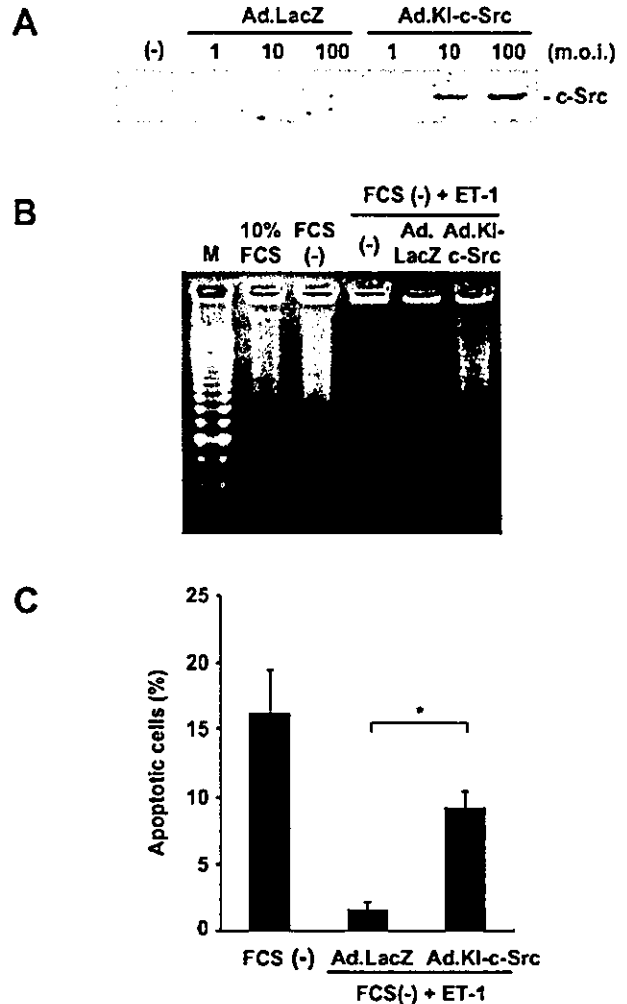 A
Ad.LacZ Ad.KI-c-Src
(-) 1 10 100 1 10 100 (m.o.i.)
- c-Src
B
FCS (-) + ET-1
10% FCS Ad. Ad.KI-
M FCS (-) (-) LacZ c-Src
C
25
20
15
10
5
0
Apoptotic cells (%)
*
FCS (-) Ad.LacZ Ad.KI-c-Src
FCS(-) + ET-1